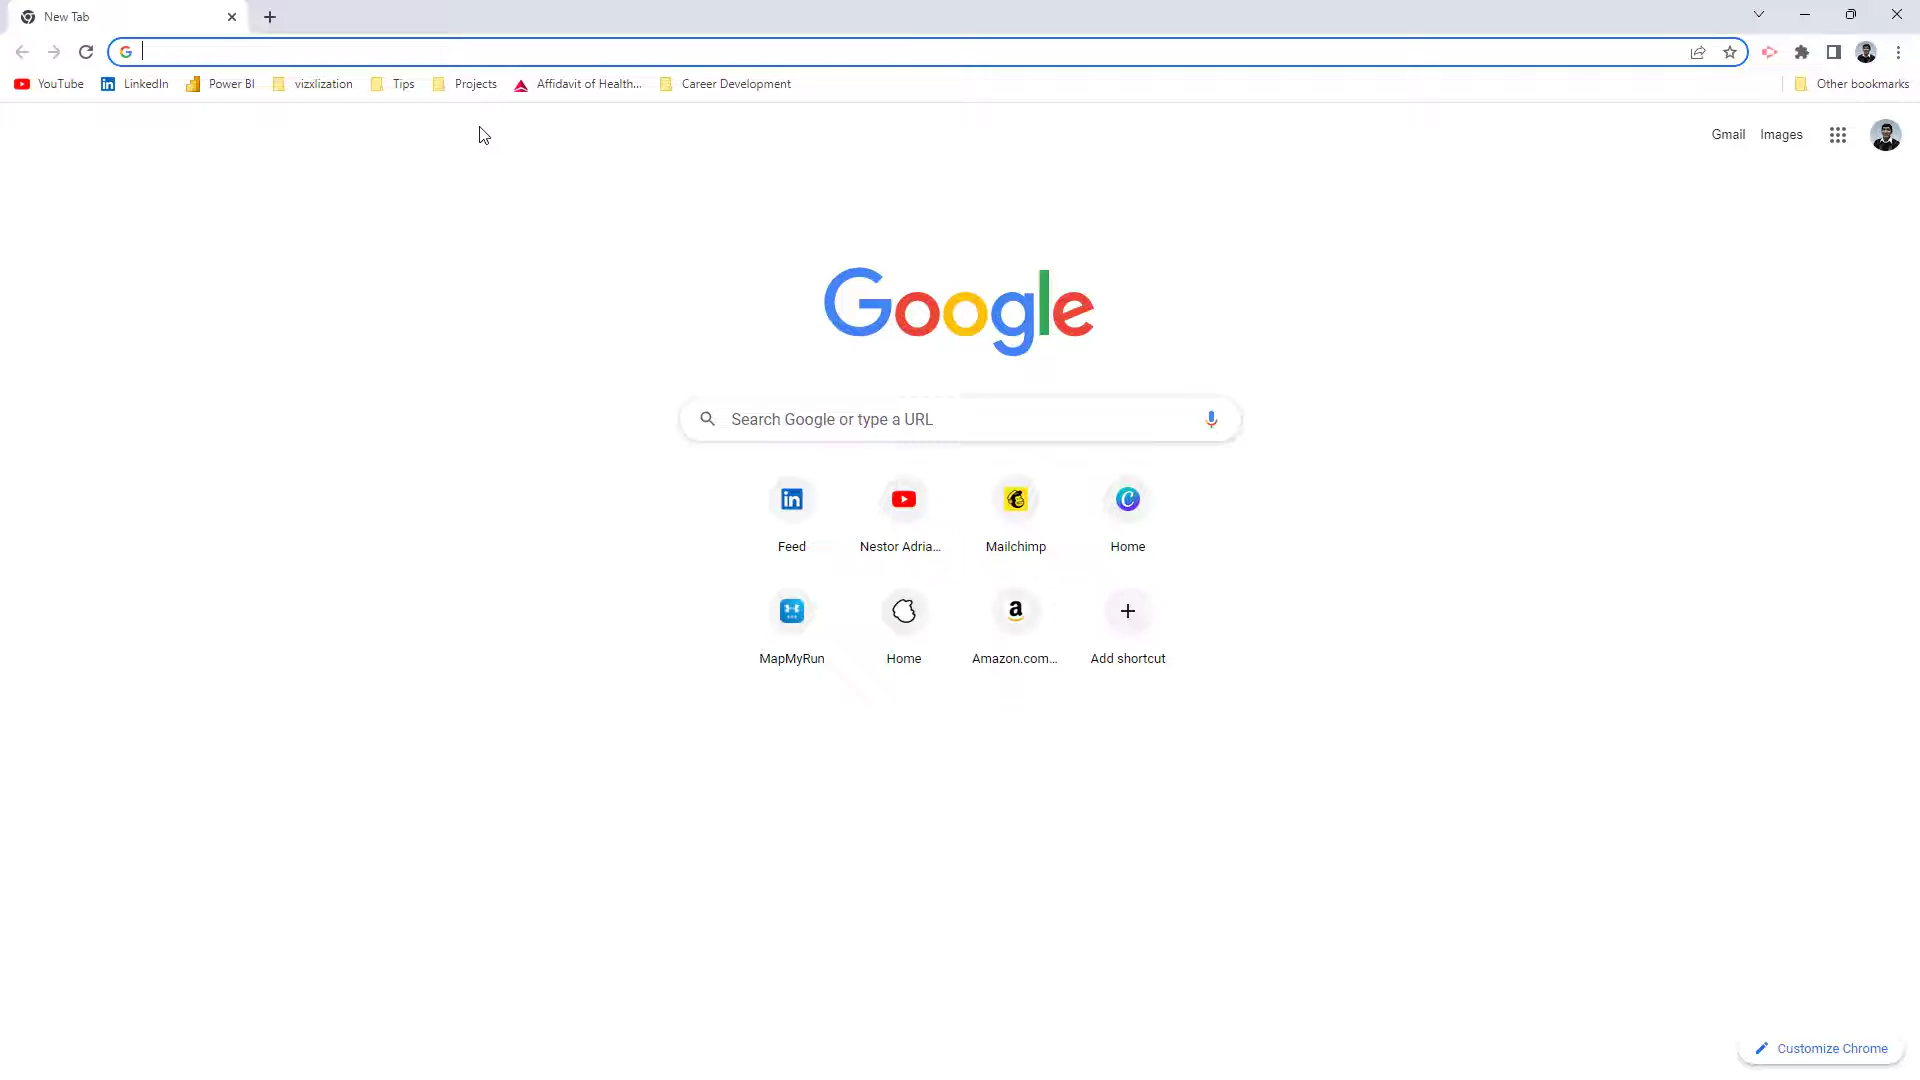 New Tab
YouTube LinkedIn Power BI vizxlization Tips Projects Affidavit of Health... Career Development Other bookmarks
Gmail Images
Google
Search Google or type a URL
Feed Nestor Adria... Mailchimp Home
MapMyRun Home Amazon.com... Add shortcut
Customize Chrome